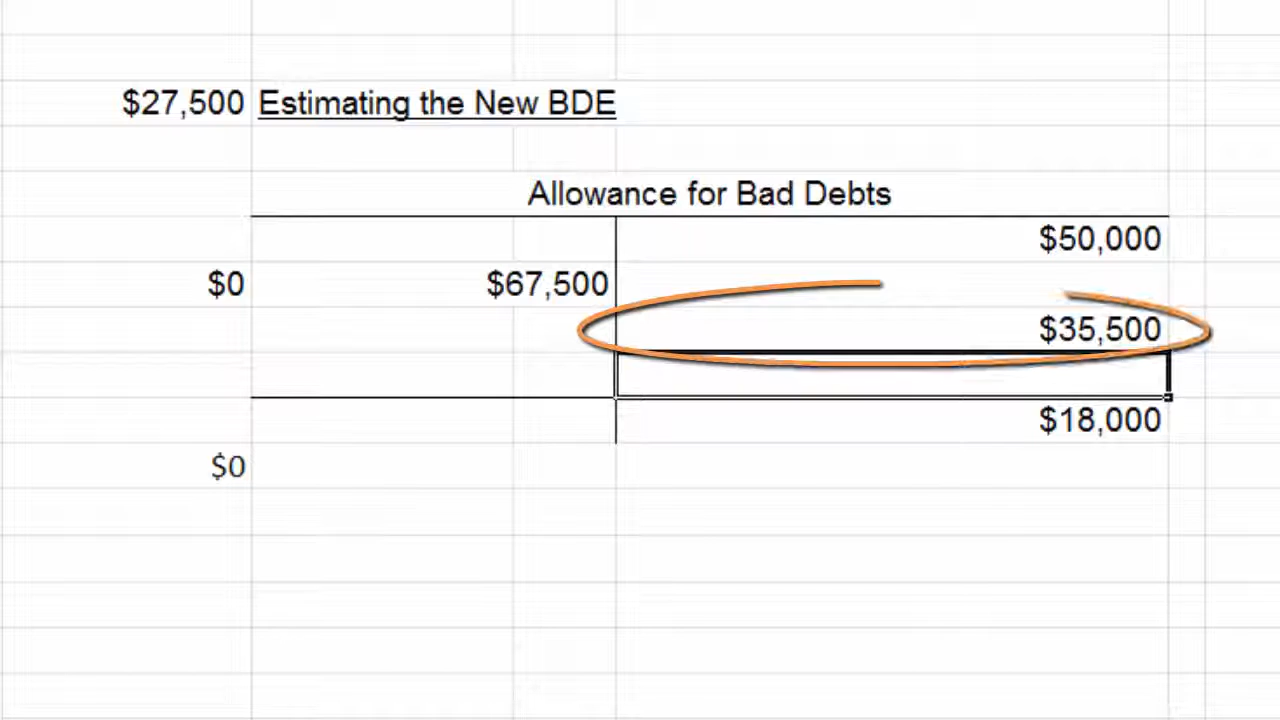 $27,500 Estimating the New BDE
Allowance for Bad Debts
$50,000
$0 $67,500
$35,500
$18,000
$0